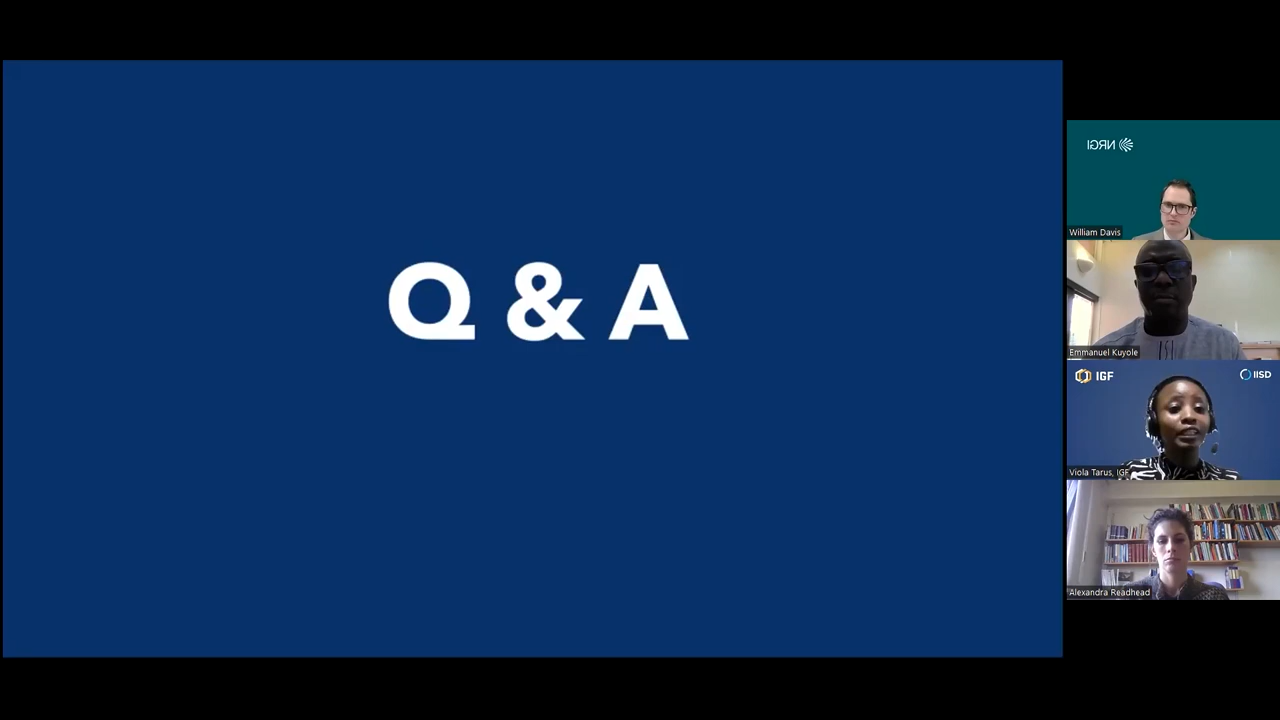 Q & A
NRGI
William Davis
Emmanuel Kuyole
IGF
IISD
Viola Tarus, IGF
Alexandra Readhead